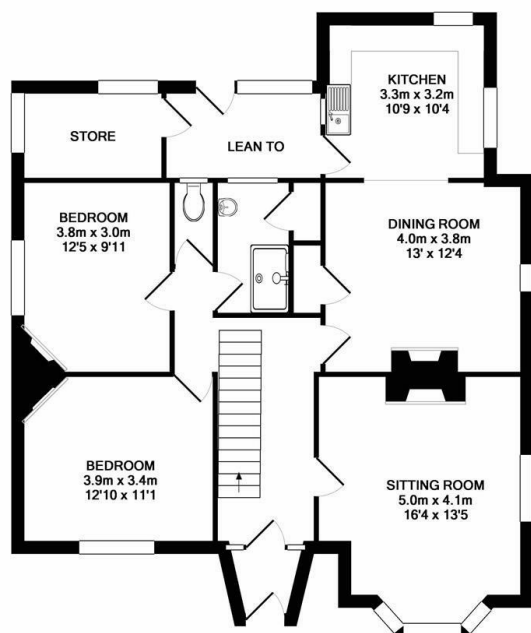 KITCHEN
3.3m x 3.2m
10'9 x 10'4
STORE
LEAN TO
BEDROOM
3.8m x 3.0m
12'5 x 9'11
DINING ROOM
4.0m x 3.8m
13' x 12'4
BEDROOM
3.9m x 3.4m
12'10 x 11'1
SITTING ROOM
5.0m x 4.1m
16'4 x 13'5